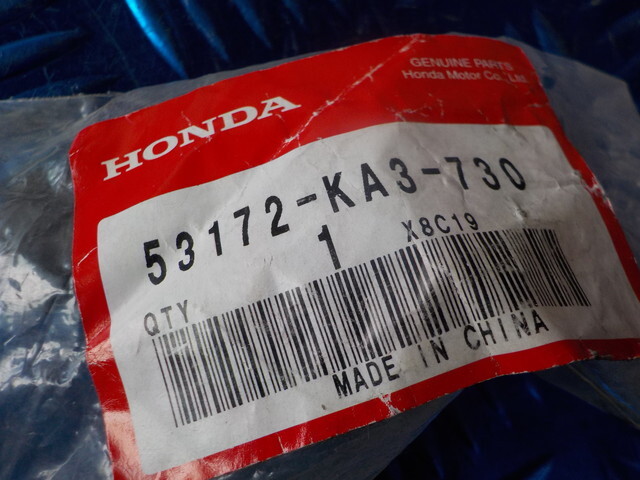 HONDA
GENUINE PARTS
Honda Motor Co., Ltd.
53172-KA3-730
QTY 1 X8C19
MADE IN CHINA